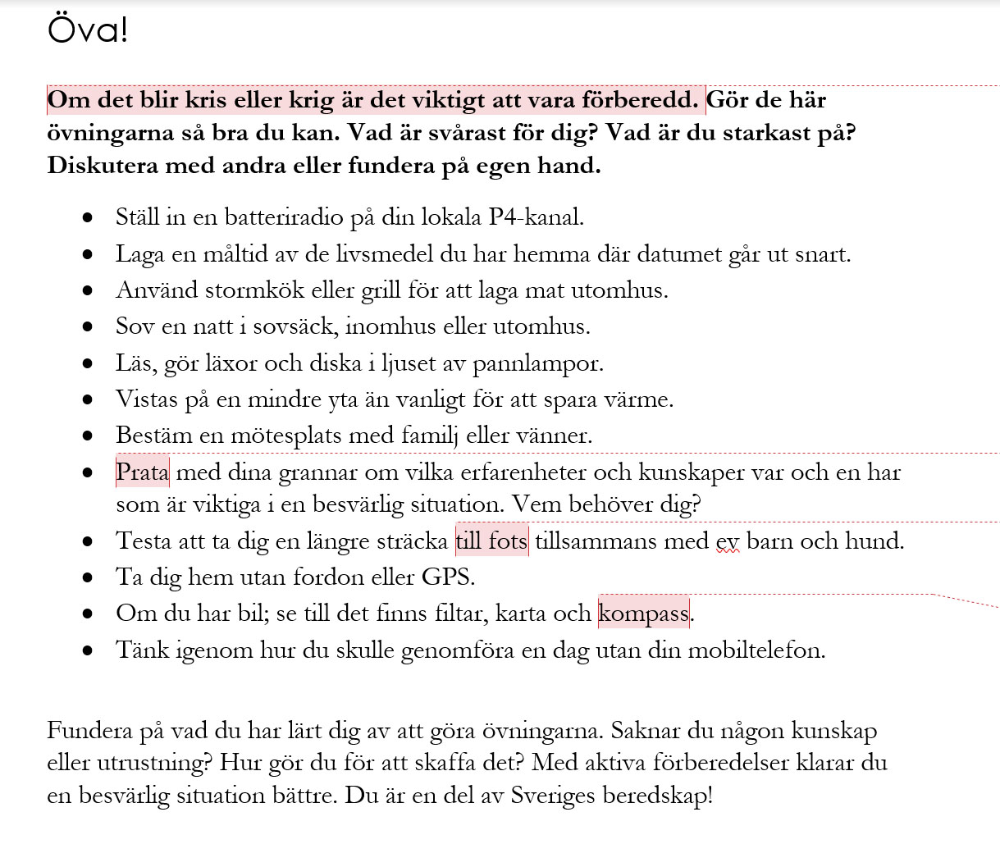 Öva!
Om det blir kris eller krig är det viktigt att vara förberedd. Gör de här
övningarna så bra du kan. Vad är svårast för dig? Vad är du starkast på?
Diskutera med andra eller fundera på egen hand.
• Ställ in en batteriradio på din lokala P4-kanal.
• Laga en måltid av de livsmedel du har hemma där datumet går ut snart.
• Använd stormkök eller grill för att laga mat utomhus.
• Sov en natt i sovsäck, inomhus eller utomhus.
• Läs, gör läxor och diska i ljuset av pannlampor.
• Vistas på en mindre yta än vanligt för att spara värme.
• Bestäm en mötesplats med familj eller vänner.
• Prata med dina grannar om vilka erfarenheter och kunskaper var och en har
som är viktiga i en besvärlig situation. Vem behöver dig?
• Testa att ta dig en längre sträcka till fots tillsammans med ev barn och hund.
• Ta dig hem utan fordon eller GPS.
• Om du har bil; se till det finns filtar, karta och kompass.
• Tänk igenom hur du skulle genomföra en dag utan din mobiltelefon.
Fundera på vad du har lärt dig av att göra övningarna. Saknar du någon kunskap
eller utrustning? Hur gör du för att skaffa det? Med aktiva förberedelser klarar du
en besvärlig situation bättre. Du är en del av Sveriges beredskap!